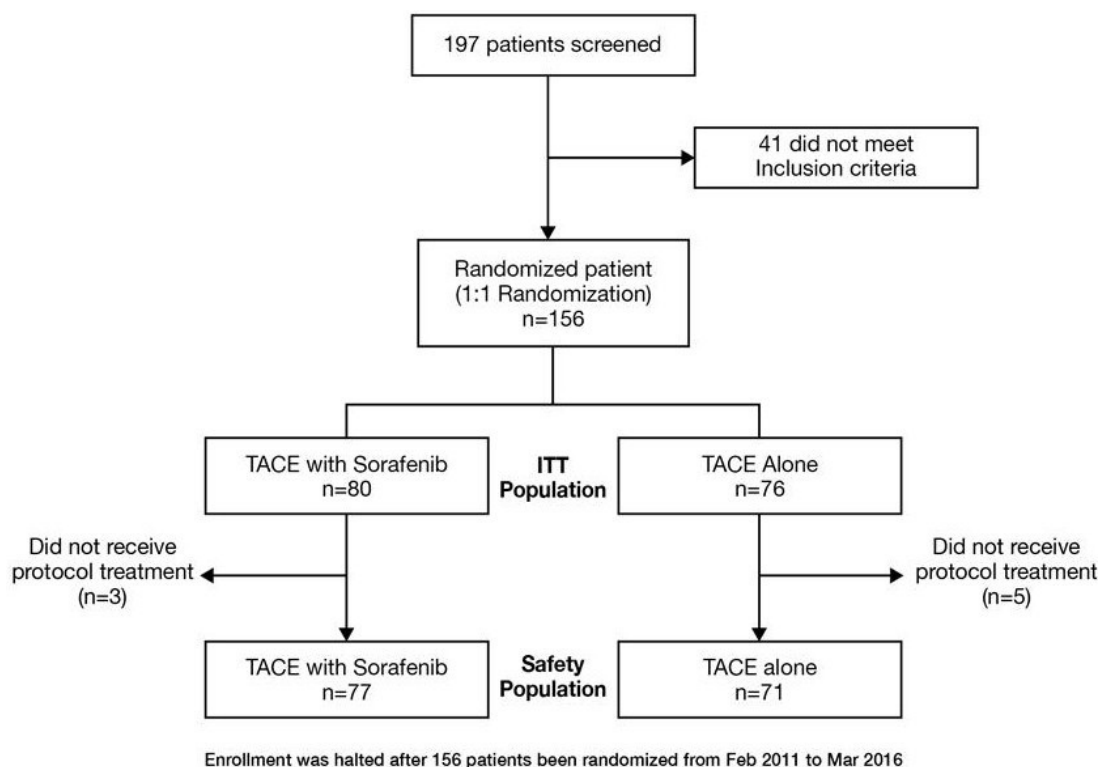 197 patients screened
41 did not meet
Inclusion criteria
Randomized patient
(1:1 Randomization)
n=156
TACE with Sorafenib
n=80
ITT
Population
TACE Alone
n=76
Did not receive
protocol treatment
(n=3)
Did not receive
protocol treatment
(n=5)
TACE with Sorafenib
n=77
Safety
Population
TACE alone
n=71
Enrollment was halted after 156 patients been randomized from Feb 2011 to Mar 2016